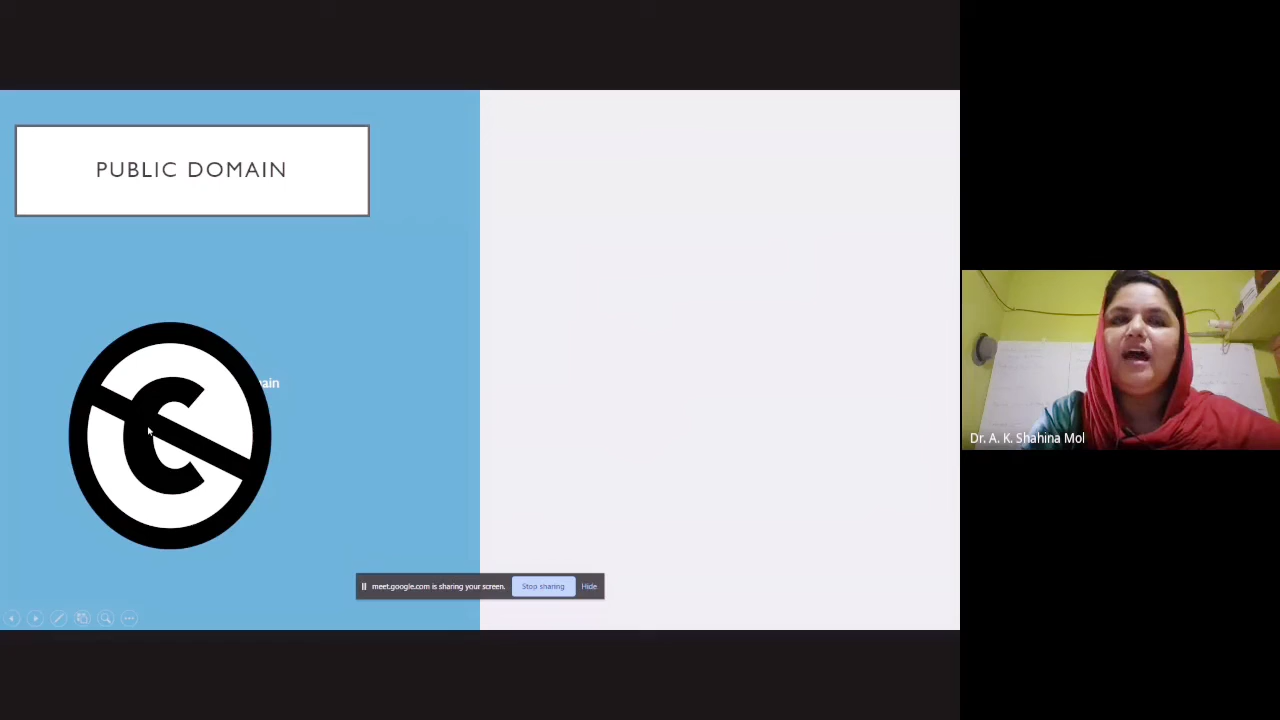 PUBLIC DOMAIN
C
meet.google.com is sharing your screen.
Stop sharing
Hide
Dr. A. K. Shahina Mol